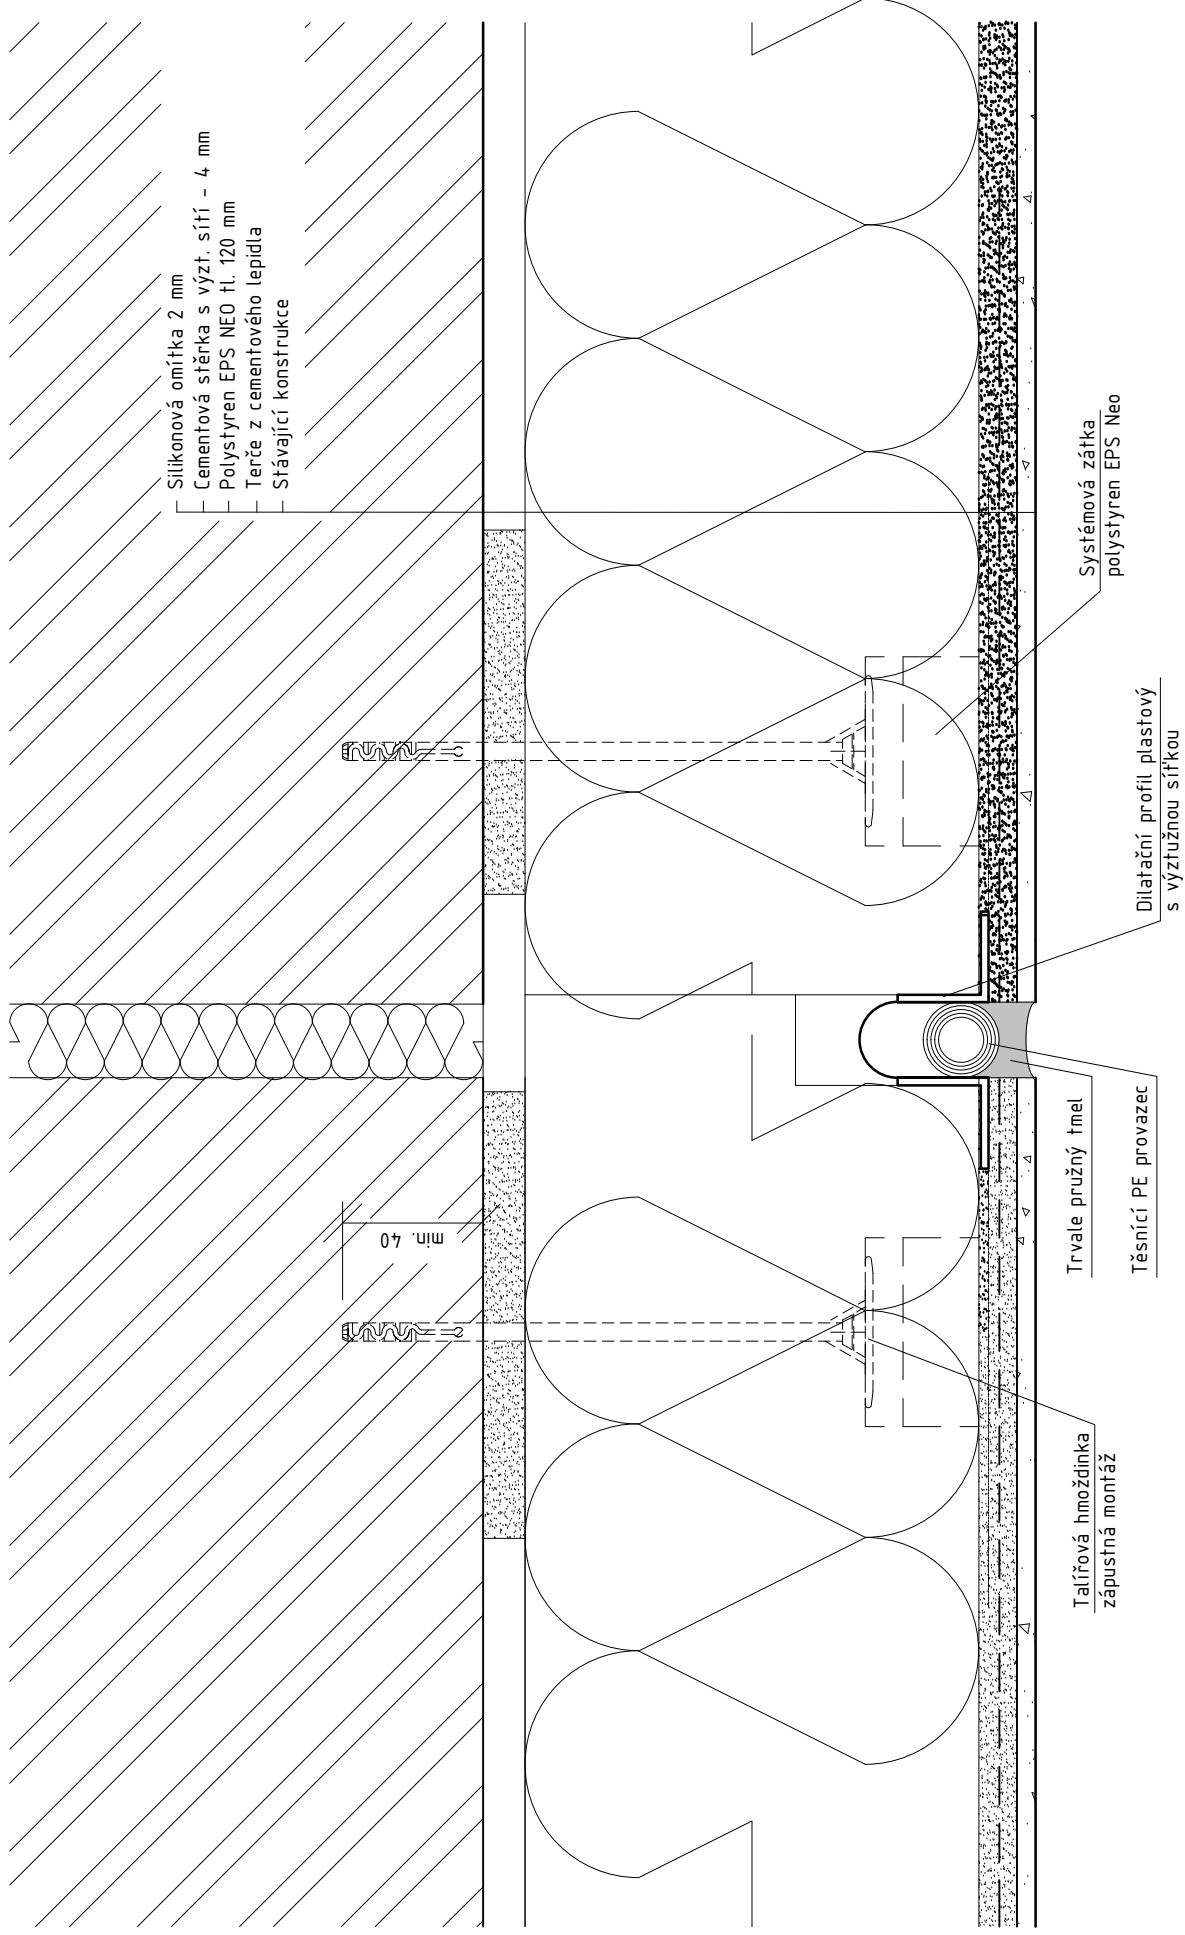 Silikonová omítka 2 mm
Cementová stěrka s výzt. sítí - 4 mm
Polystyren EPS NEO tl. 120 mm
Terče z cementového lepidla
Stávající konstrukce
min. 40
Talířová hmoždinka
zápustná montáž
Trvale pružný tmel
Těsnící PE provazec
Dilatační profil plastový
s výztužnou síťkou
Systémová zátka
polystyren EPS Neo